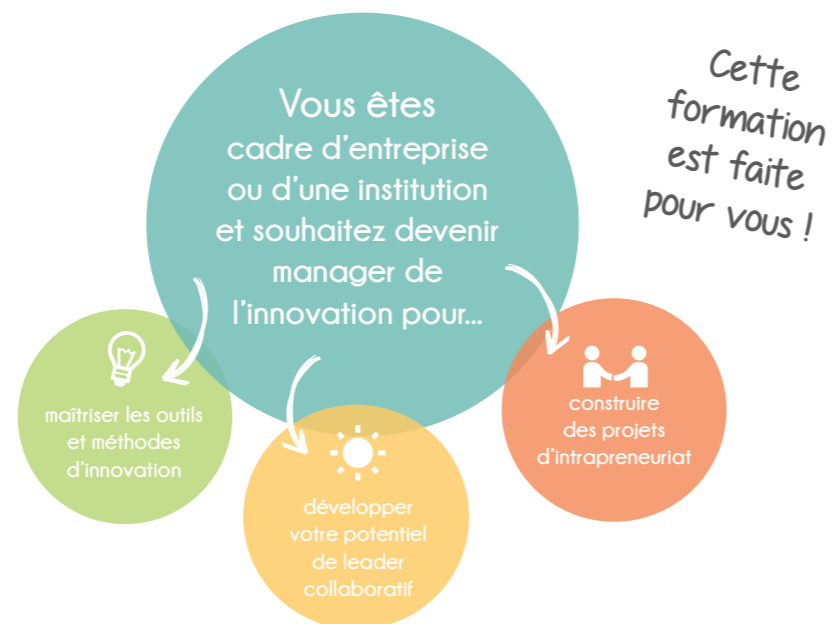 Vous êtes
cadre d'entreprise
ou d'une institution
et souhaitez devenir
manager de
l'innovation pour...
Cette
formation
est faite
pour vous !
maîtriser les outils
et méthodes
d'innovation
développer
votre potentiel
de leader
collaboratif
construire
des projets
d'intrapreneuriat